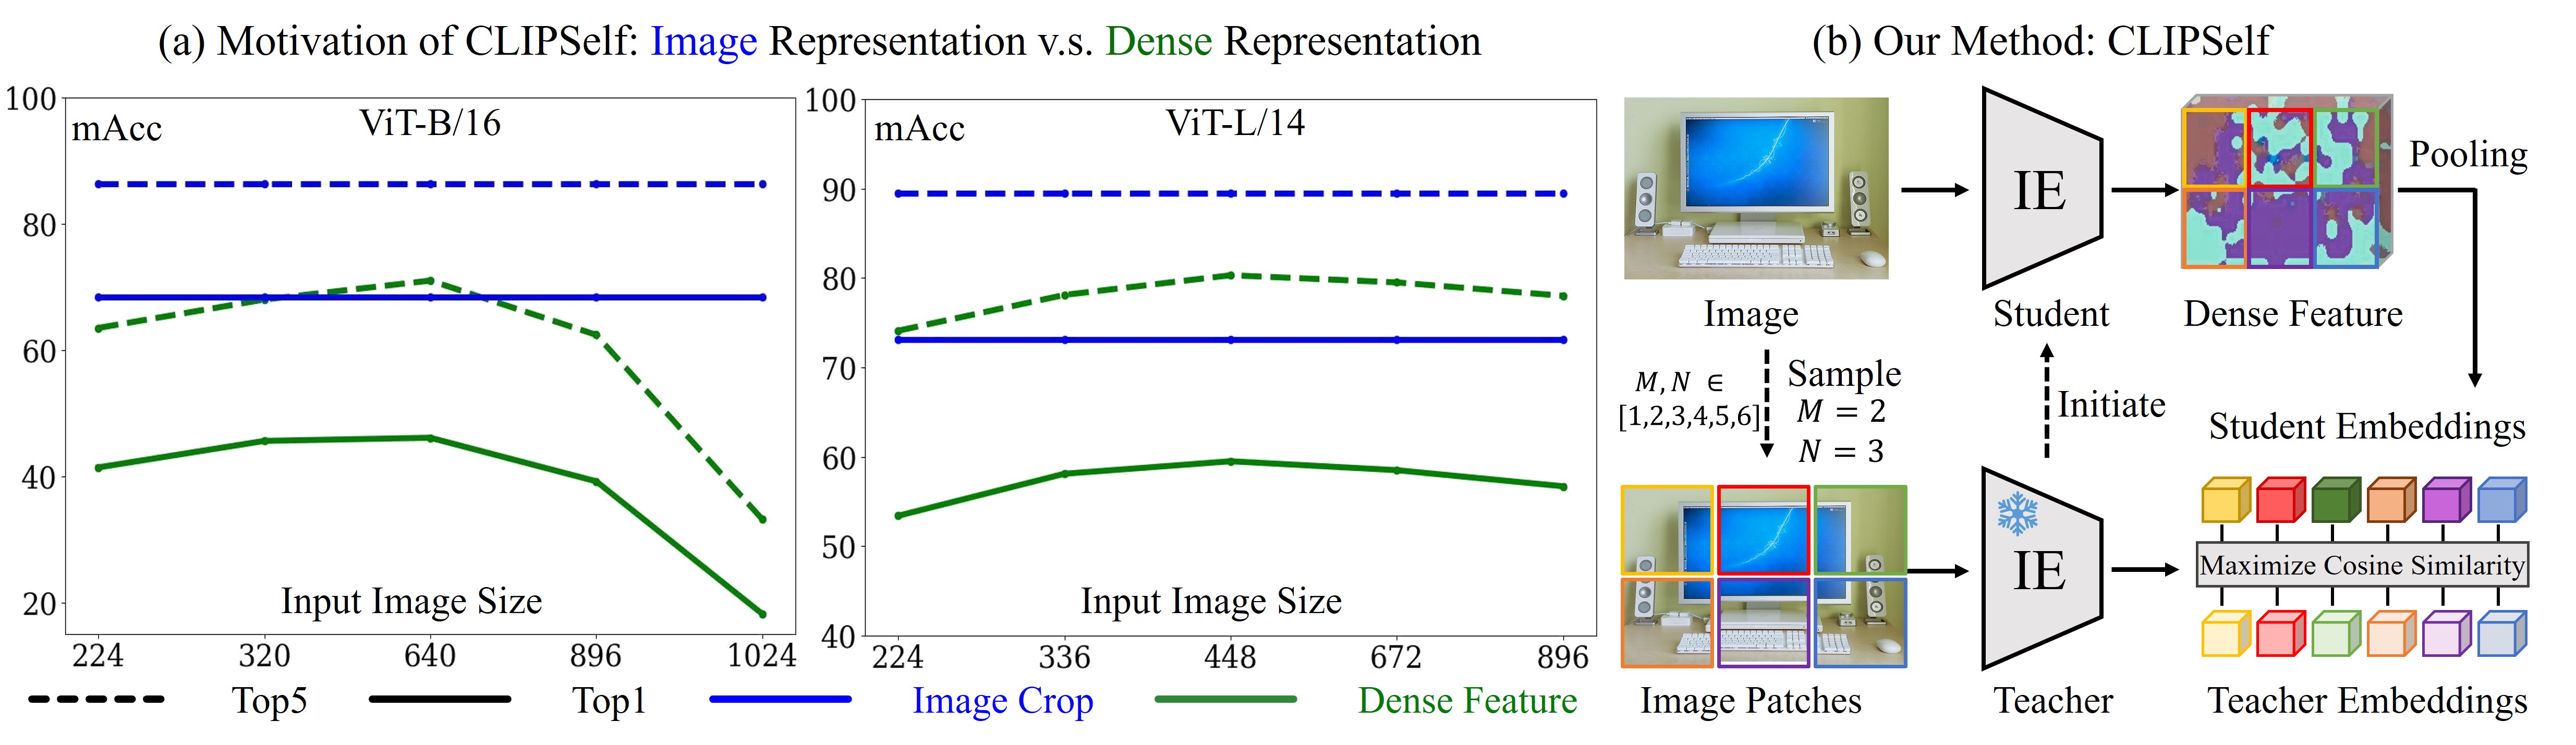 (a) Motivation of CLIPSelf: Image Representation v.s. Dense Representation
mAcc
ViT-B/16
100
80
60
40
20
Input Image Size
224 320 640 896 1024
mAcc
ViT-L/14
100
90
80
70
60
50
40
Input Image Size
224 336 448 672 896
Top5 Top1 Image Crop Dense Feature
(b) Our Method: CLIPSelf
IE
Pooling
Image
Student
Dense Feature
M, N ∈
[1,2,3,4,5,6]
Sample
M = 2
N = 3
Initiate
Student Embeddings
IE
Maximize Cosine Similarity
Image Patches
Teacher
Teacher Embeddings